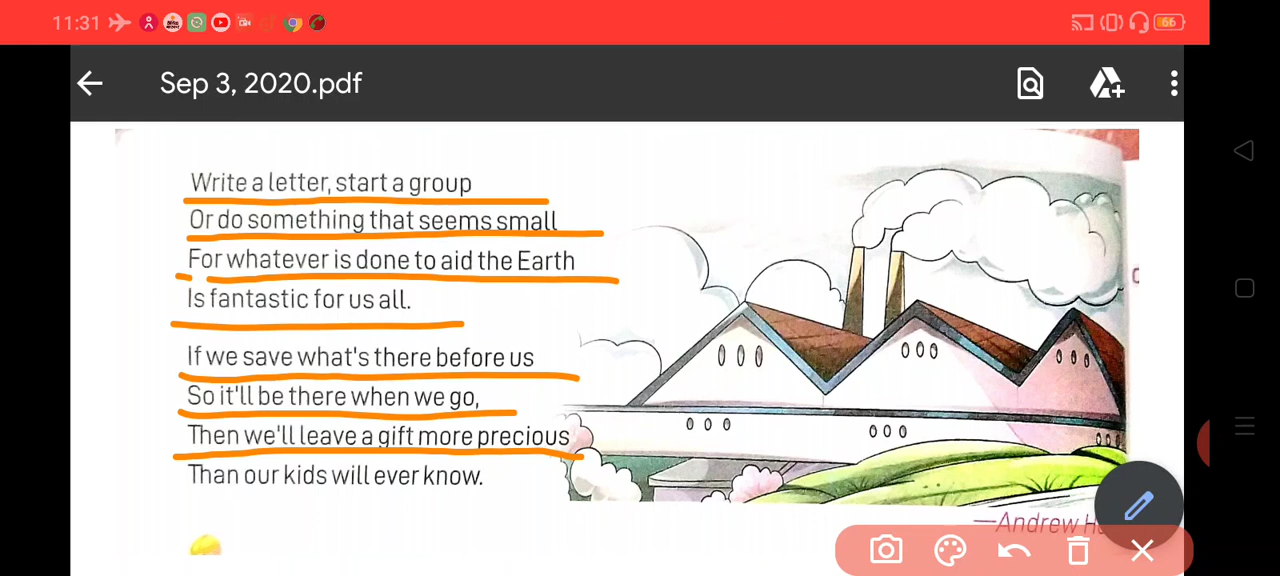 11:31
66
Sep 3, 2020.pdf
Write a letter, start a group
Or do something that seems small
For whatever is done to aid the Earth
Is fantastic for us all.
If we save what's there before us
So it'll be there when we go,
Then we'll leave a gift more precious
Than our kids will ever know.
—Andrew